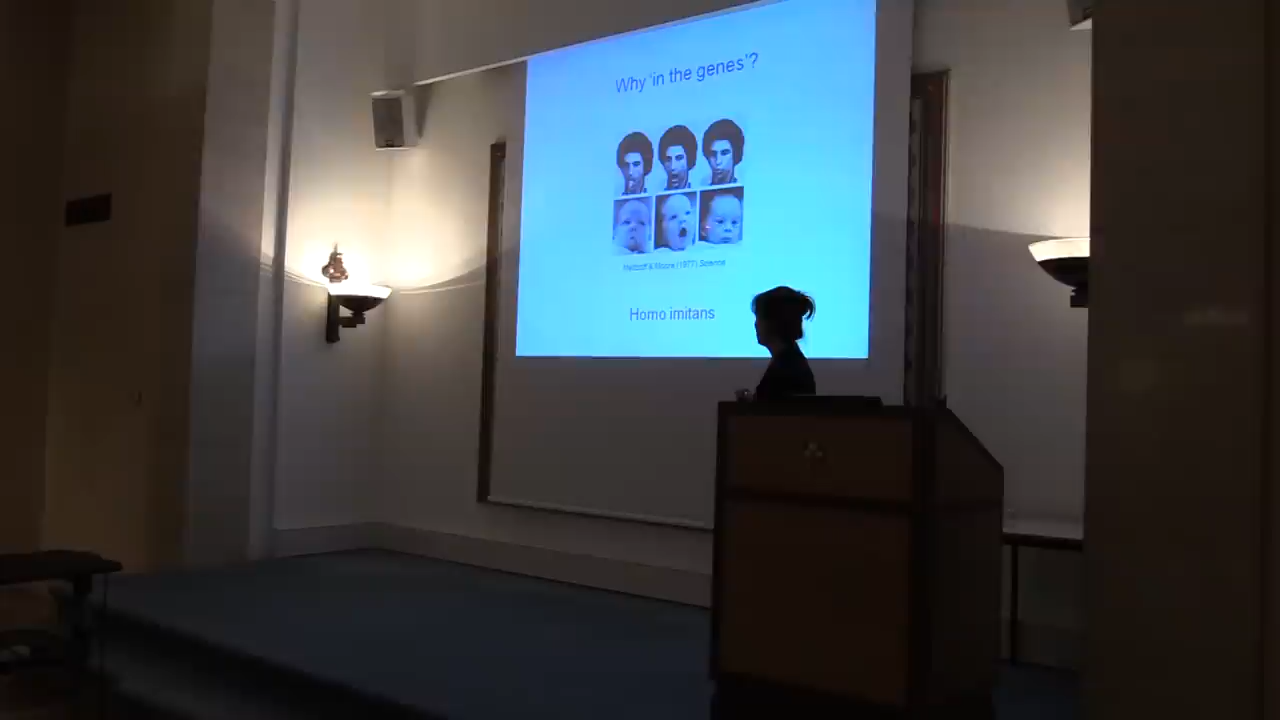 Why 'in the genes'?
Meltzoff & Moore (1977) Science
Homo imitans